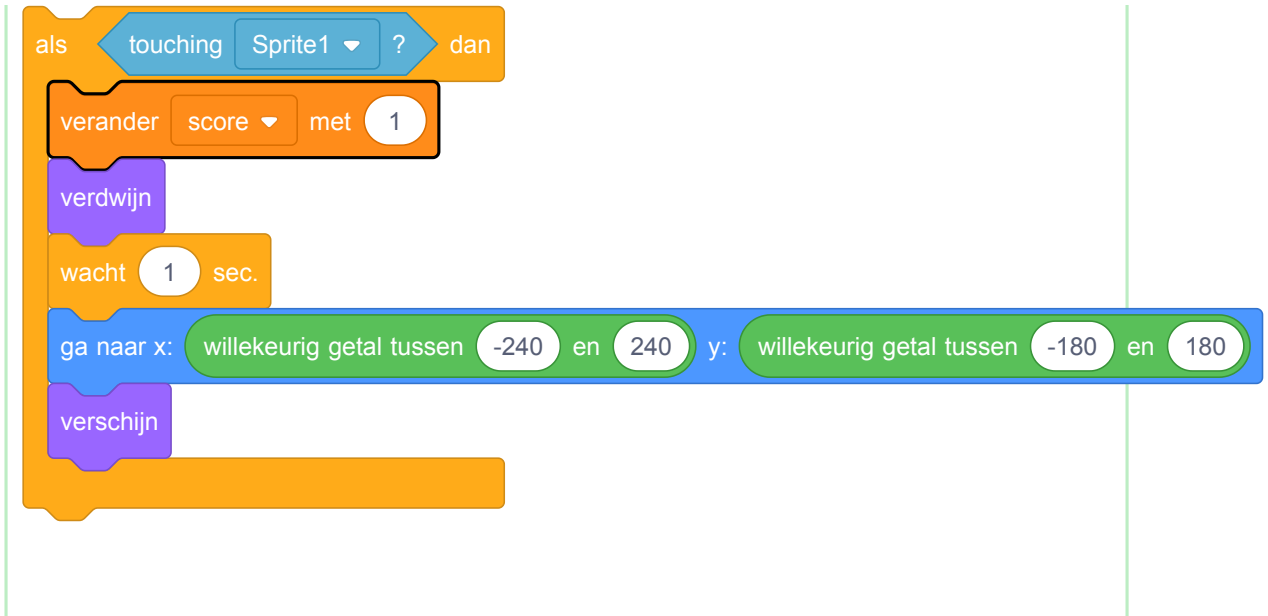 als touching Sprite1 ? dan
verander score met 1
verdwijn
wacht 1 sec.
ga naar x: willekeurig getal tussen -240 en 240 y: willekeurig getal tussen -180 en 180
verschijn